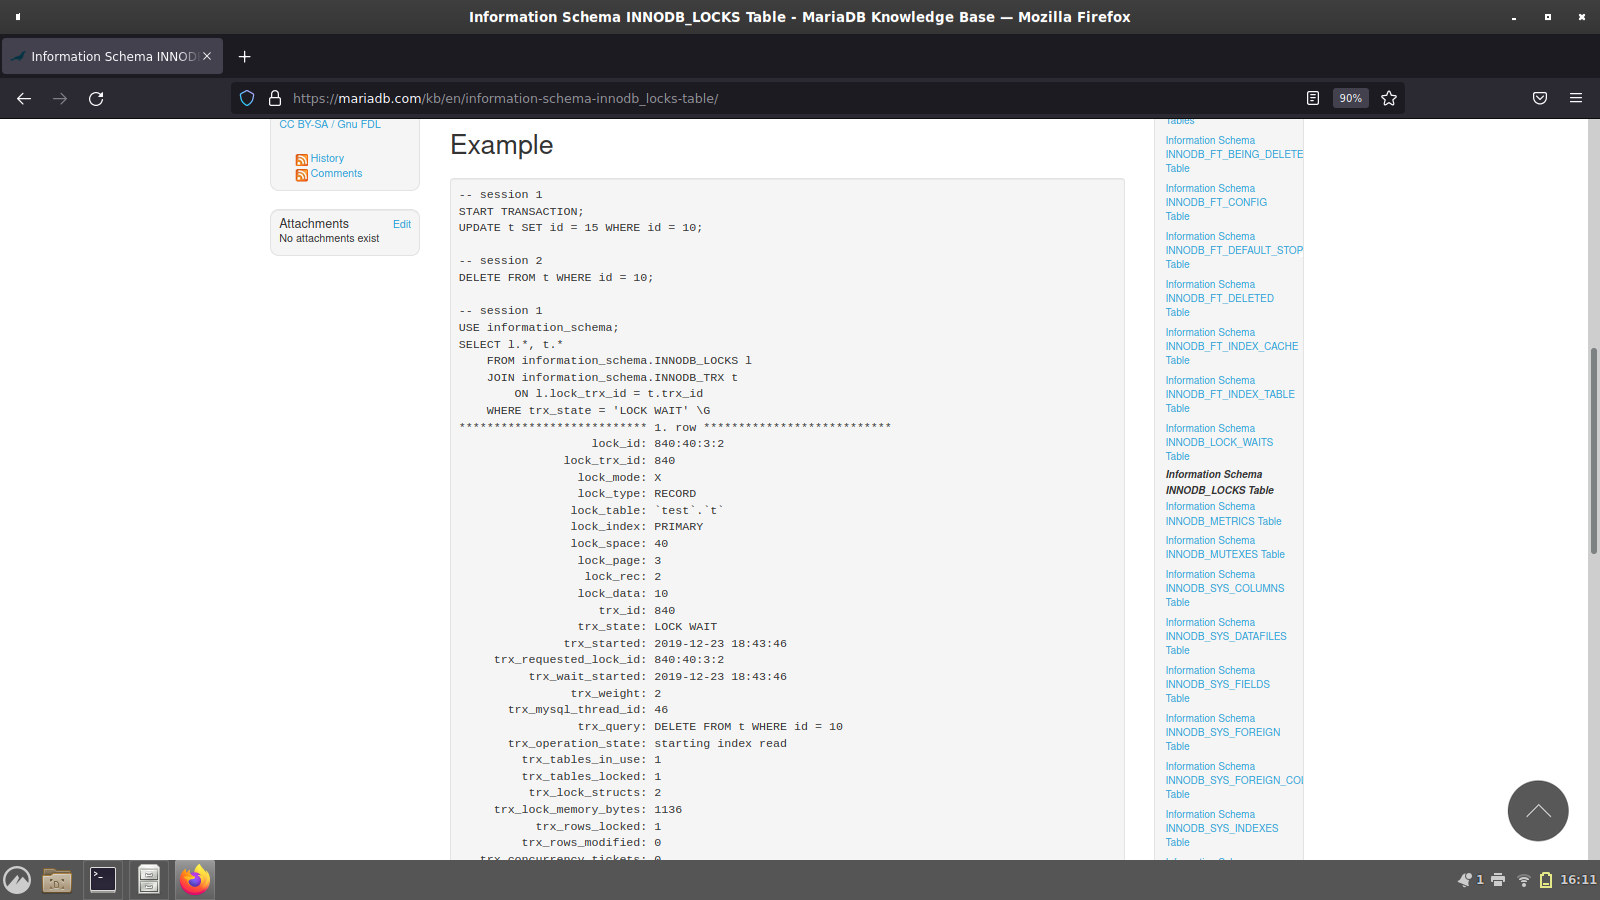 Information Schema INNODB_LOCKS Table - MariaDB Knowledge Base — Mozilla Firefox
Information Schema INNOD
https://mariadb.com/kb/en/information-schema-innodb_locks-table/
90%
CC BY-SA / Gnu FDL
History
Comments
Attachments
Edit
No attachments exist
Example
-- session 1
START TRANSACTION;
UPDATE t SET id = 15 WHERE id = 10;
-- session 2
DELETE FROM t WHERE id = 10;
-- session 1
USE information_schema;
SELECT l.*, t.*
    FROM information_schema.INNODB_LOCKS l
    JOIN information_schema.INNODB_TRX t
        ON l.lock_trx_id = t.trx_id
    WHERE trx_state = 'LOCK WAIT' \G
*************************** 1. row ***************************
lock_id: 840:40:3:2
lock_trx_id: 840
lock_mode: X
lock_type: RECORD
lock_table: `test`.`t`
lock_index: PRIMARY
lock_space: 40
lock_page: 3
lock_rec: 2
lock_data: 10
trx_id: 840
trx_state: LOCK WAIT
trx_started: 2019-12-23 18:43:46
trx_requested_lock_id: 840:40:3:2
trx_wait_started: 2019-12-23 18:43:46
trx_weight: 2
trx_mysql_thread_id: 46
trx_query: DELETE FROM t WHERE id = 10
trx_operation_state: starting index read
trx_tables_in_use: 1
trx_tables_locked: 1
trx_lock_structs: 2
trx_lock_memory_bytes: 1136
trx_rows_locked: 1
trx_rows_modified: 0
trx_concurrency_tickets: 0
Tables
Information Schema
INNODB_FT_BEING_DELETE
Table
Information Schema
INNODB_FT_CONFIG
Table
Information Schema
INNODB_FT_DEFAULT_STOP
Table
Information Schema
INNODB_FT_DELETED
Table
Information Schema
INNODB_FT_INDEX_CACHE
Table
Information Schema
INNODB_FT_INDEX_TABLE
Table
Information Schema
INNODB_LOCK_WAITS
Table
Information Schema
INNODB_LOCKS Table
Information Schema
INNODB_METRICS Table
Information Schema
INNODB_MUTEXES Table
Information Schema
INNODB_SYS_COLUMNS
Table
Information Schema
INNODB_SYS_DATAFILES
Table
Information Schema
INNODB_SYS_FIELDS
Table
Information Schema
INNODB_SYS_FOREIGN
Table
Information Schema
INNODB_SYS_FOREIGN_COL
Table
Information Schema
INNODB_SYS_INDEXES
Table
1
16:11